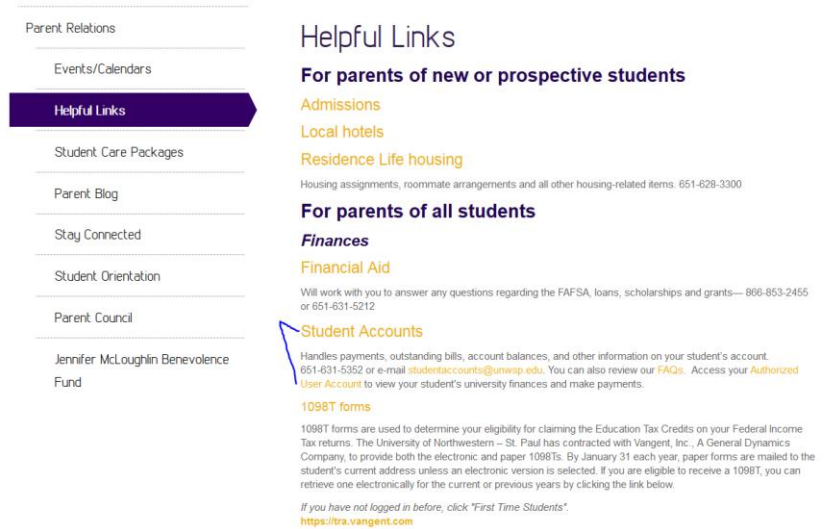 Parent Relations
Events/Calendars
Helpful Links
Student Care Packages
Parent Blog
Stay Connected
Student Orientation
Parent Council
Jennifer McLoughlin Benevolence
Fund
Helpful Links
For parents of new or prospective students
Admissions
Local hotels
Residence Life housing
Housing assignments, roommate arrangements and all other housing-related items. 651-628-3300
For parents of all students
Finances
Financial Aid
Will work with you to answer any questions regarding the FAFSA, loans, scholarships and grants— 866-853-2455
or 651-631-5212
Student Accounts
Handles payments, outstanding bills, account balances, and other information on your student's account.
651-631-5352 or e-mail studentaccounts@unwsp.edu. You can also review our FAQs. Access your Authorized
User Account to view your student's university finances and make payments.
1098T forms
1098T forms are used to determine your eligibility for claiming the Education Tax Credits on your Federal Income
Tax returns. The University of Northwestern – St. Paul has contracted with Vangent, Inc., A General Dynamics
Company, to provide both the electronic and paper 1098Ts. By January 31 each year, paper forms are mailed to the
student's current address unless an electronic version is selected. If you are eligible to receive a 1098T, you can
retrieve one electronically for the current or previous years by clicking the link below.
If you have not logged in before, click "First Time Students".
https://tra.vangent.com